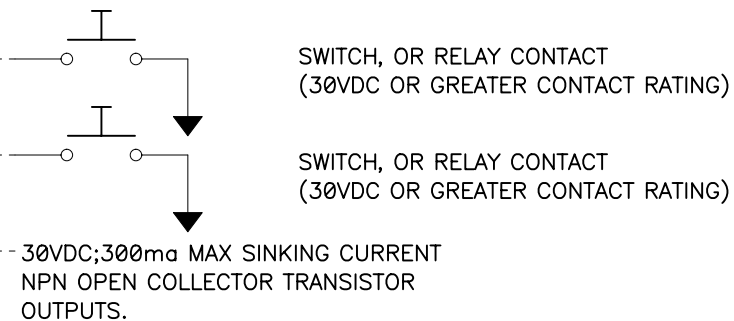 SWITCH, OR RELAY CONTACT
(30VDC OR GREATER CONTACT RATING)
SWITCH, OR RELAY CONTACT
(30VDC OR GREATER CONTACT RATING)
30VDC;300ma MAX SINKING CURRENT
NPN OPEN COLLECTOR TRANSISTOR
OUTPUTS.